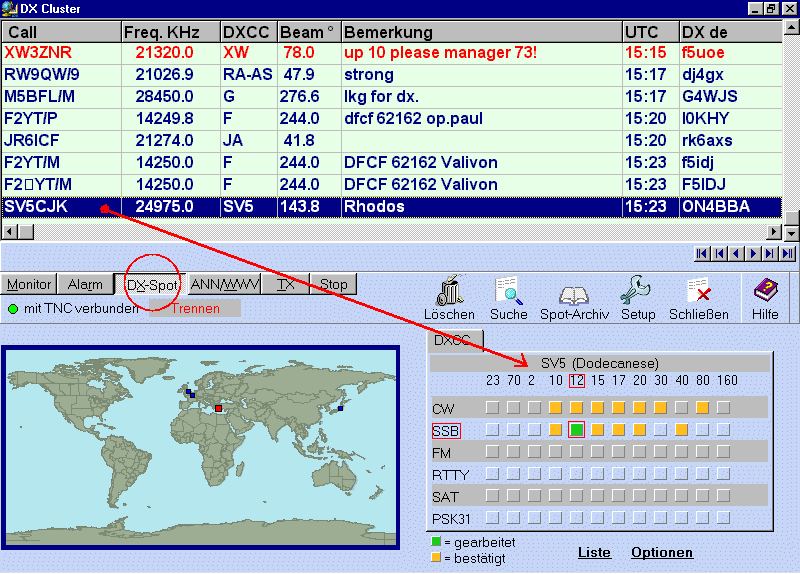 DX Cluster
Call Freq. KHz DXCC Beam ° Bemerkung UTC DX de
XW3ZNR 21320.0 XW 78.0 up 10 please manager 73! 15:15 f5uoe
RW9QW/9 21026.9 RA-AS 47.9 strong 15:17 dj4gx
M5BFL/M 28450.0 G 276.6 lkg for dx. 15:17 G4WJS
F2YT/P 14249.8 F 244.0 dfcf 62162 op.paul 15:20 I0KHY
JR6ICF 21274.0 JA 41.8 15:20 rk6axs
F2YT/M 14250.0 F 244.0 DFCF 62162 Valivon 15:23 f5idj
F2▯YT/M 14250.0 F 244.0 DFCF 62162 Valivon 15:23 F5IDJ
SV5CJK 24975.0 SV5 143.8 Rhodos 15:23 ON4BBA
Monitor Alarm DX-Spot ANN/WWV TX Stop
mit TNC verbunden Trennen
Löschen Suche Spot-Archiv Setup Schließen Hilfe
DXCC
SV5 (Dodecanese)
23 70 2 10 12 15 17 20 30 40 80 160
CW
SSB
FM
RTTY
SAT
PSK31
= gearbeitet
= bestätigt
Liste Optionen